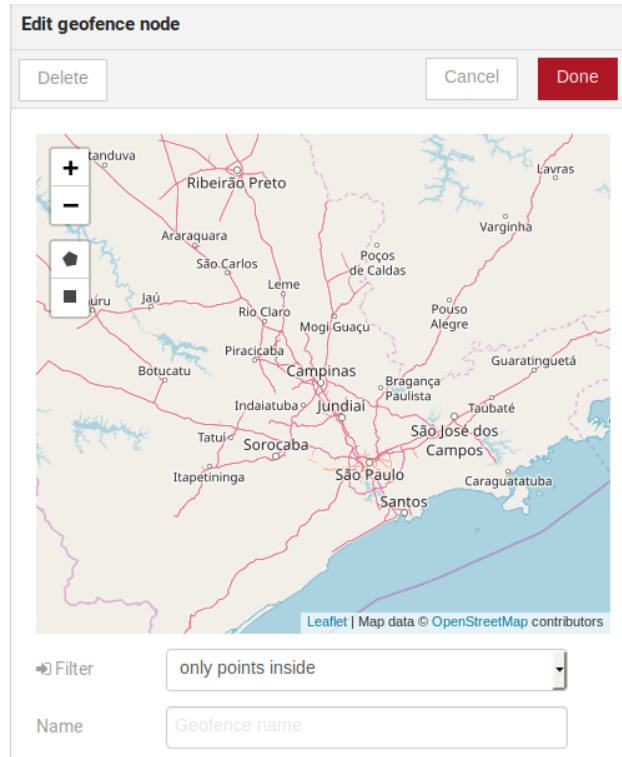 Edit geofence node
Delete
Cancel
Done
+
tanduva
Lavras
Ribeirão Preto
−
Varginha
Araraquara
São Carlos
Poços
de Caldas
Leme
uru
Jaú
Rio Claro
Mogi Guaçu
Pouso
Alegre
Piracicaba
Guaratinguetá
Botucatu
Campinas
Bragança
Paulista
Indaiatuba
Jundiaí
Taubaté
Tatuí
Sorocaba
São José dos
Campos
Itapetininga
São Paulo
Caraguatatuba
Santos
Leaflet | Map data © OpenStreetMap contributors
Filter
only points inside
Name
Geofence name